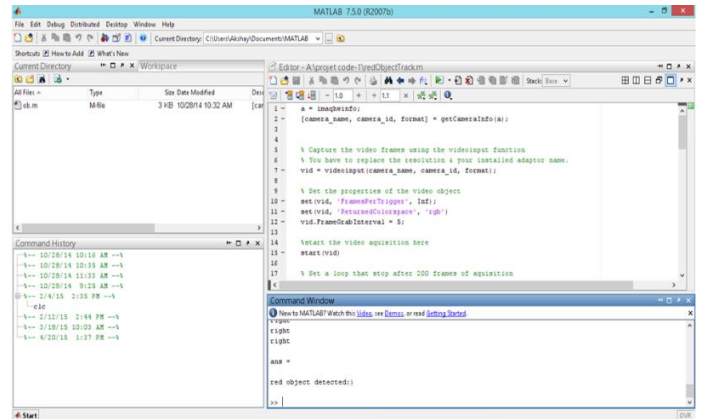 MATLAB 7.5.0 (R2007b)
File Edit Debug Distributed Desktop Window Help
Current Directory: C:\Users\Akshay\Documents\MATLAB
Shortcuts How to Add What's New
Current Directory
Workspace
All Files Type Size Date Modified
ob.m M-file 3 KB 10/28/14 10:32 AM
Command History
%-- 10/28/14 10:16 AM --%
%-- 10/28/14 10:35 AM --%
%-- 10/28/14 11:33 AM --%
%-- 10/29/14 9:25 AM --%
%-- 2/4/15 2:35 PM --%
clc
%-- 2/12/15 2:44 PM --%
%-- 3/18/15 10:03 AM --%
%-- 4/20/15 1:37 PM --%
Editor - A:\projet code-1\redObjectTrack.m
Stack: Base
1.0 1.1
1 - a = imaqhwinfo;
2 - [camera_name, camera_id, format] = getCameraInfo(a);
3
4
5 % Capture the video frames using the videoinput function
6 % You have to replace the resolution & your installed adaptor name.
7 - vid = videoinput(camera_name, camera_id, format);
8
9 % Set the properties of the video object
10 - set(vid, 'FramesPerTrigger', Inf);
11 - set(vid, 'ReturnedColorspace', 'rgb')
12 - vid.FrameGrabInterval = 5;
13
14 %start the video aquisition here
15 - start(vid)
16
17 % Set a loop that stop after 200 frames of aquisition
Command Window
New to MATLAB? Watch this Video, see Demos, or read Getting Started.
right
right
right
ans =
red object detected:)
>>
Start
OVR